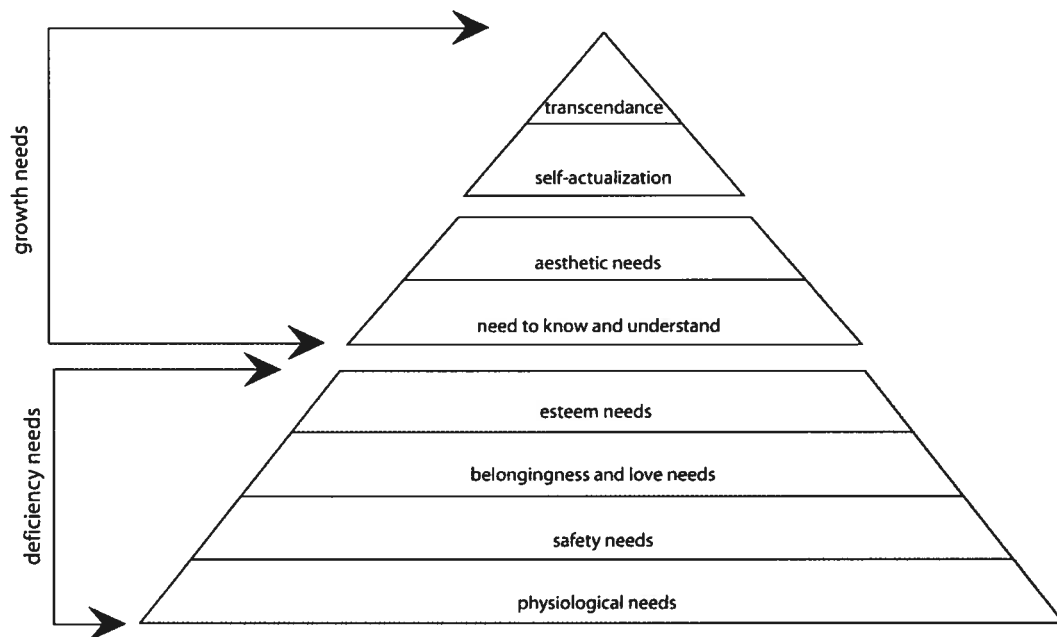 growth needs
transcendance
self-actualization
aesthetic needs
need to know and understand
deficiency needs
esteem needs
belongingness and love needs
safety needs
physiological needs